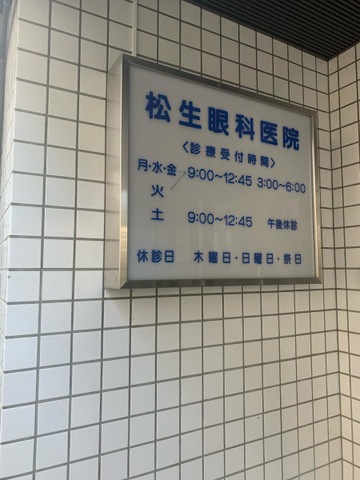 松生眼科医院
〈診療受付時間〉
月・水・金 9:00～12:45 3:00～6:00
火
土 9:00～12:45 午後休診
休診日 木曜日・日曜日・祭日